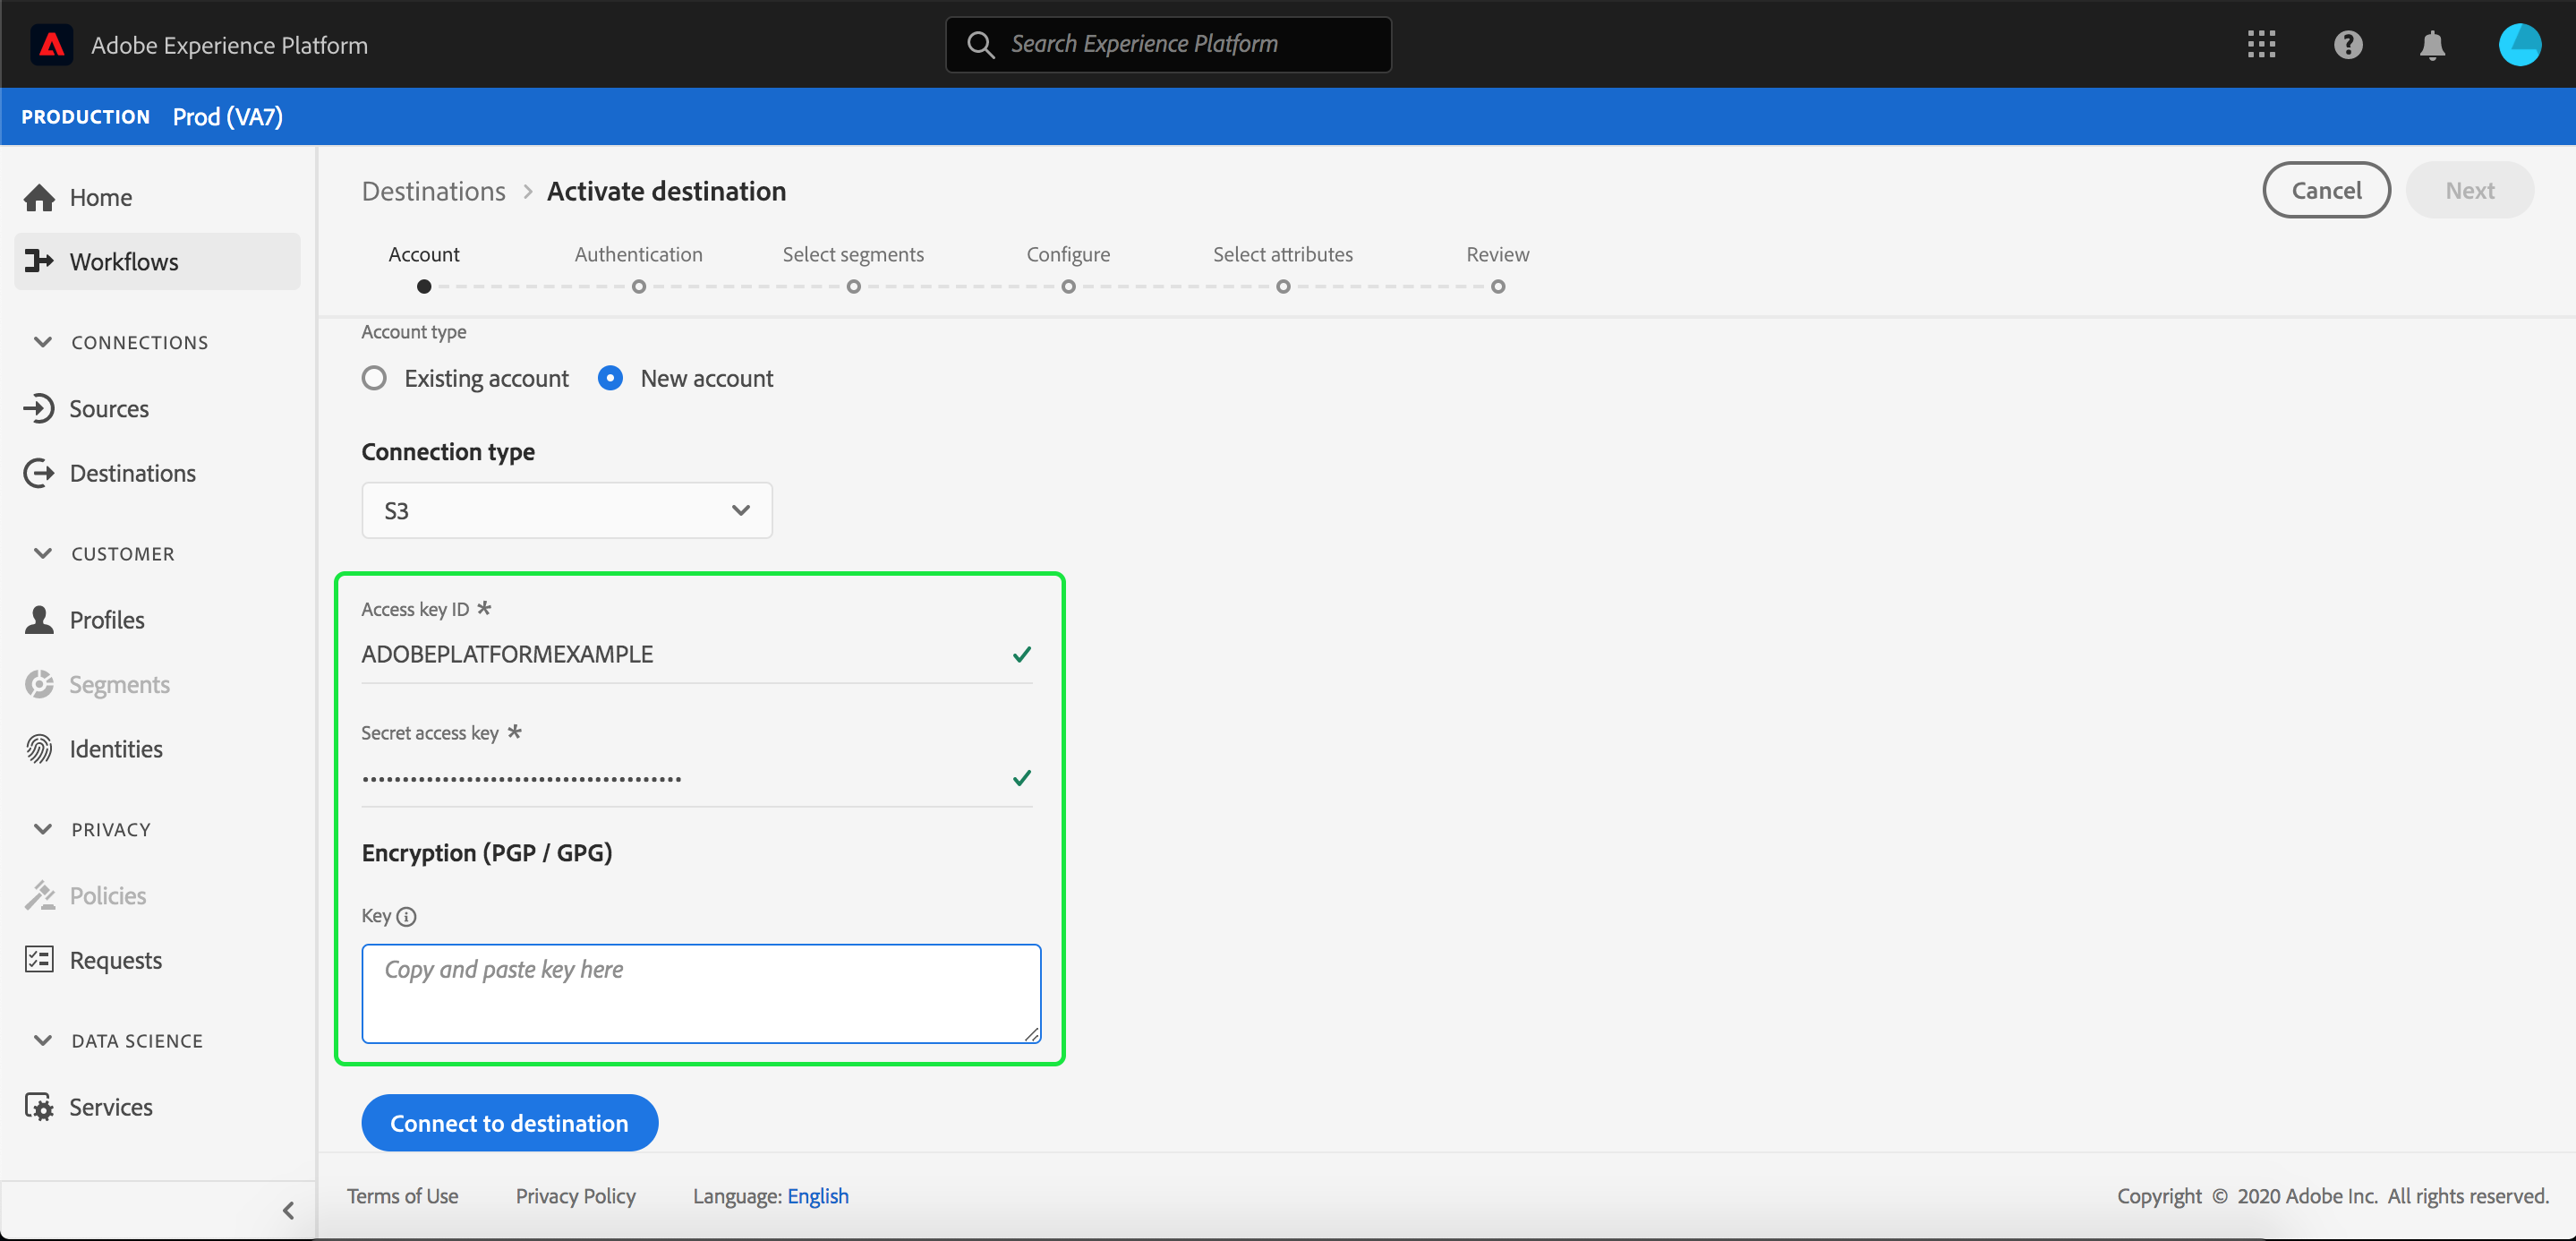 Adobe Experience Platform
Search Experience Platform
PRODUCTION Prod (VA7)
Home
Workflows
CONNECTIONS
Sources
Destinations
CUSTOMER
Profiles
Segments
Identities
PRIVACY
Policies
Requests
DATA SCIENCE
Services
Destinations > Activate destination
Cancel
Next
Account
Authentication
Select segments
Configure
Select attributes
Review
Account type
Existing account
New account
Connection type
S3
Access key ID *
ADOBEPLATFORMEXAMPLE
Secret access key *
••••••••••••••••••••••••••••••••••••••••
Encryption (PGP / GPG)
Key
Copy and paste key here
Connect to destination
Terms of Use Privacy Policy Language: English
Copyright © 2020 Adobe Inc. All rights reserved.